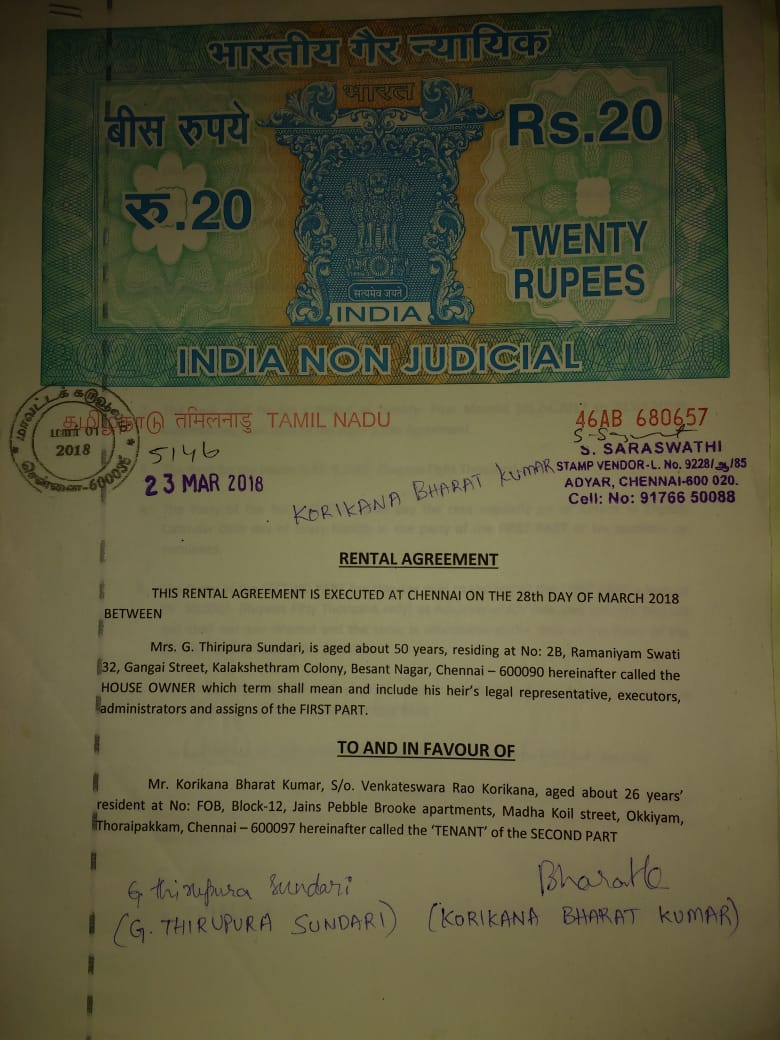 भारतीय गैर न्यायिक
भारत
बीस रुपये
Rs.20
रु.20
TWENTY
RUPEES
सत्यमेव जयते
INDIA
INDIA NON JUDICIAL
தமிழ்நாடு तमिलनाडु TAMIL NADU
46AB 680657
மாவட்டக் கருவூலம்
மார் 01
2018
சென்னை-600035
5146
23 MAR 2018
KORIKANA BHARAT KUMAR
S. SARASWATHI
STAMP VENDOR-L. No. 9228/ஆ/85
ADYAR, CHENNAI-600 020.
Cell: No: 91766 50088
RENTAL AGREEMENT
THIS RENTAL AGREEMENT IS EXECUTED AT CHENNAI ON THE 28th DAY OF MARCH 2018
BETWEEN
Mrs. G. Thiripura Sundari, is aged about 50 years, residing at No: 2B, Ramaniyam Swati
32, Gangai Street, Kalakshethram Colony, Besant Nagar, Chennai – 600090 hereinafter called the
HOUSE OWNER which term shall mean and include his heir's legal representative, executors,
administrators and assigns of the FIRST PART.
TO AND IN FAVOUR OF
Mr. Korikana Bharat Kumar, S/o. Venkateswara Rao Korikana, aged about 26 years'
resident at No: FOB, Block-12, Jains Pebble Brooke apartments, Madha Koil street, Okkiyam,
Thoraipakkam, Chennai – 600097 hereinafter called the 'TENANT' of the SECOND PART
G Thirupura Sundari
(G. THIRUPURA SUNDARI)
Bharath
(KORIKANA BHARAT KUMAR)